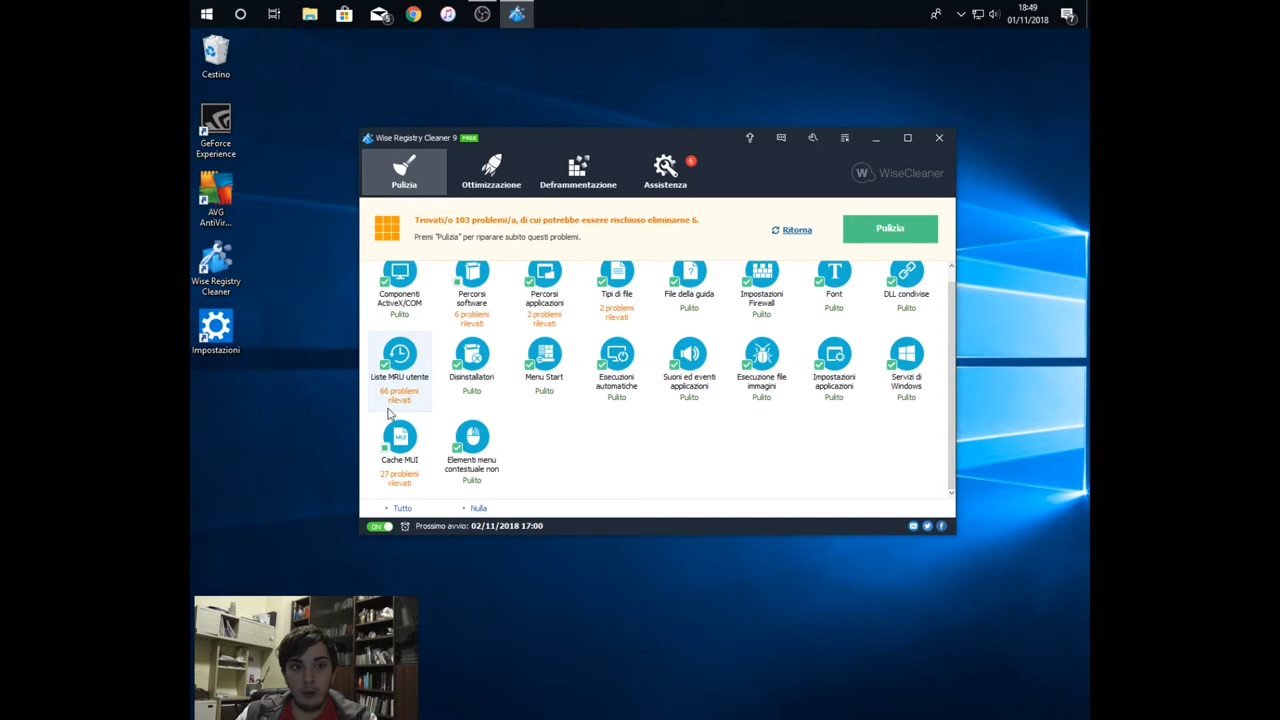 5
18:49
01/11/2018
7
Cestino
GeForce
Experience
AVG
AntiVir...
Wise Registry
Cleaner
Impostazioni
Wise Registry Cleaner 9 FREE
Pulizia
Ottimizzazione
Deframmentazione
Assistenza
6
W WiseCleaner
Trovati/o 103 problemi/a, di cui potrebbe essere rischioso eliminarne 6.
Premi "Pulizia" per riparare subito questi problemi.
Ritorna
Pulizia
Componenti
ActiveX/COM
Pulito
Percorsi
software
6 problemi
rilevati
Percorsi
applicazioni
2 problemi
rilevati
Tipi di file
2 problemi
rilevati
File della guida
Pulito
Impostazioni
Firewall
Pulito
T
Font
Pulito
DLL condivise
Pulito
Liste MRU utente
66 problemi
rilevati
Disinstallatori
Pulito
Menu Start
Pulito
Esecuzioni
automatiche
Pulito
Suoni ed eventi
applicazioni
Pulito
Esecuzione file
immagini
Pulito
Impostazioni
applicazioni
Pulito
Servizi di
Windows
Pulito
MUI
Cache MUI
27 problemi
rilevati
Elementi menu
contestuale non
Pulito
Tutto
Nulla
ON
Prossimo avvio: 02/11/2018 17:00